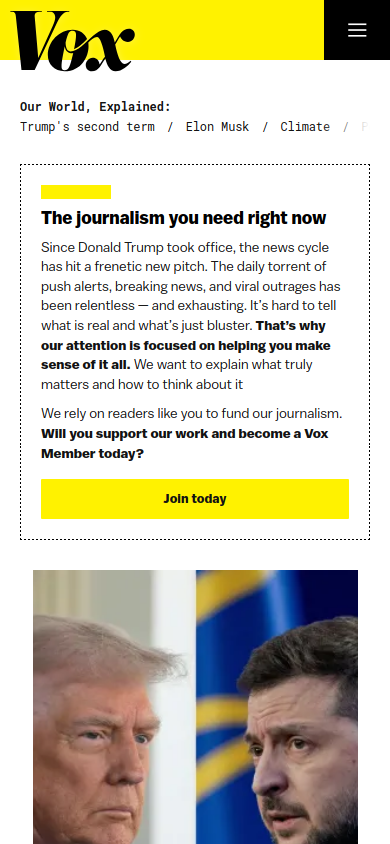 Vox
Our World, Explained:
Trump's second term / Elon Musk / Climate /
The journalism you need right now
Since Donald Trump took office, the news cycle
has hit a frenetic new pitch. The daily torrent of
push alerts, breaking news, and viral outrages has
been relentless — and exhausting. It's hard to tell
what is real and what's just bluster. That's why
our attention is focused on helping you make
sense of it all. We want to explain what truly
matters and how to think about it
We rely on readers like you to fund our journalism.
Will you support our work and become a Vox
Member today?
Join today